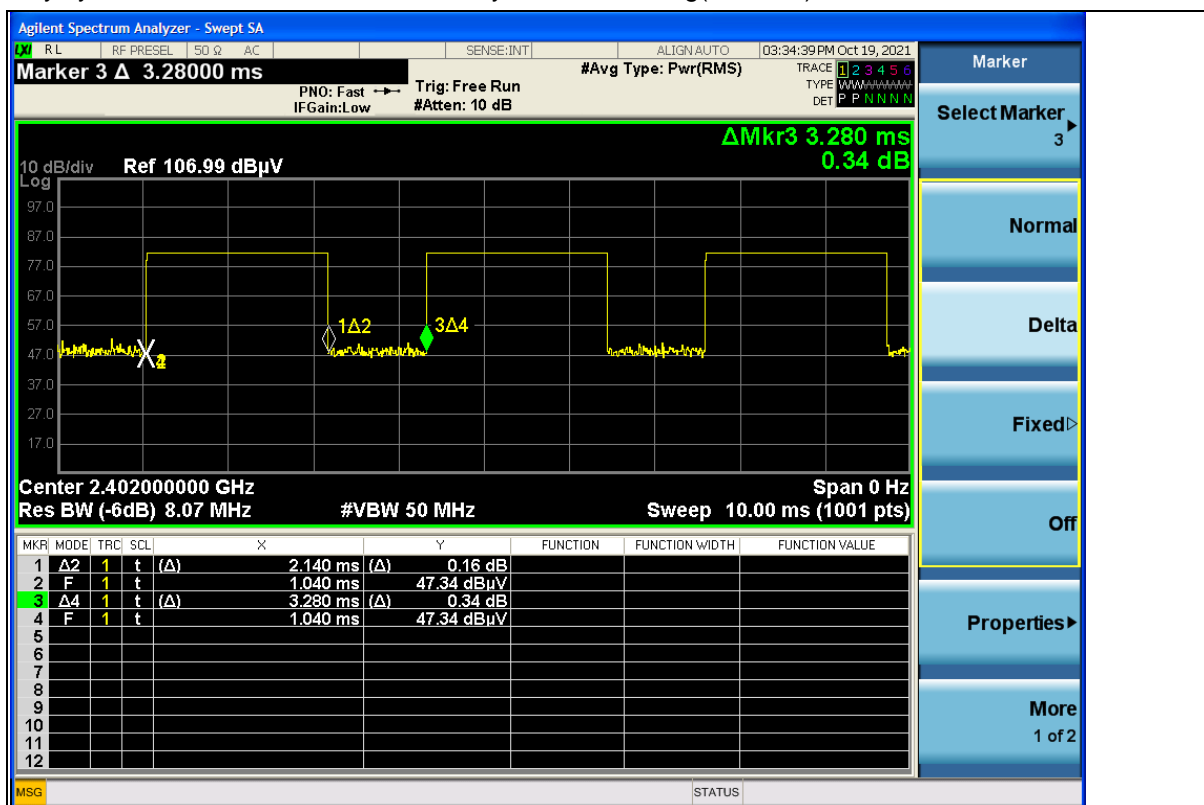 Agilent Spectrum Analyzer - Swept SA
LXI RL RF PRESEL 50 Ω AC SENSE:INT ALIGN AUTO 03:34:39 PM Oct 19, 2021
Marker 3 Δ 3.28000 ms #Avg Type: Pwr(RMS) TRACE 1 2 3 4 5 6
PNO: Fast Trig: Free Run TYPE WWWWWW
IFGain:Low #Atten: 10 dB DET P P N N N N
ΔMkr3 3.280 ms
0.34 dB
10 dB/div Ref 106.99 dBµV
Log
97.0
87.0
77.0
67.0
57.0
47.0
37.0
27.0
17.0
1Δ2 3Δ4
Center 2.402000000 GHz Span 0 Hz
Res BW (-6dB) 8.07 MHz #VBW 50 MHz Sweep 10.00 ms (1001 pts)
MKR MODE TRC SCL X Y FUNCTION FUNCTION WIDTH FUNCTION VALUE
1 Δ2 1 t (Δ) 2.140 ms (Δ) 0.16 dB
2 F 1 t 1.040 ms 47.34 dBµV
3 Δ4 1 t (Δ) 3.280 ms (Δ) 0.34 dB
4 F 1 t 1.040 ms 47.34 dBµV
5
6
7
8
9
10
11
12
MSG STATUS
Marker
Select Marker
3
Normal
Delta
Fixed
Off
Properties
More
1 of 2